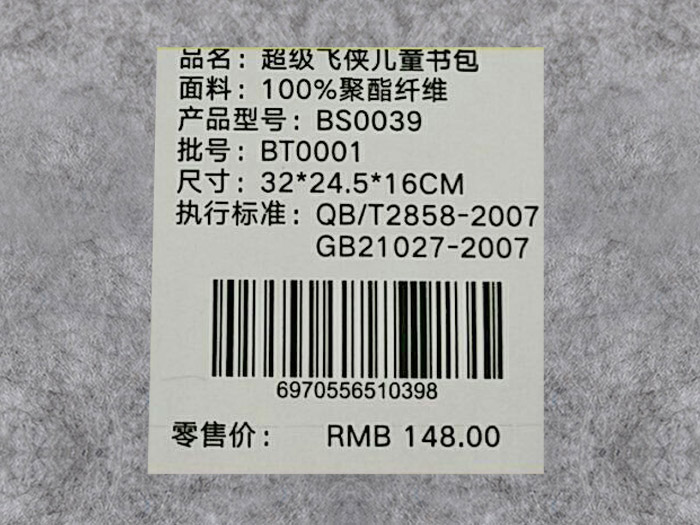 品名：超级飞侠儿童书包
面料：100%聚酯纤维
产品型号：BS0039
批号：BT0001
尺寸：32*24.5*16CM
执行标准：QB/T2858-2007
GB21027-2007
6970556510398
零售价： RMB 148.00